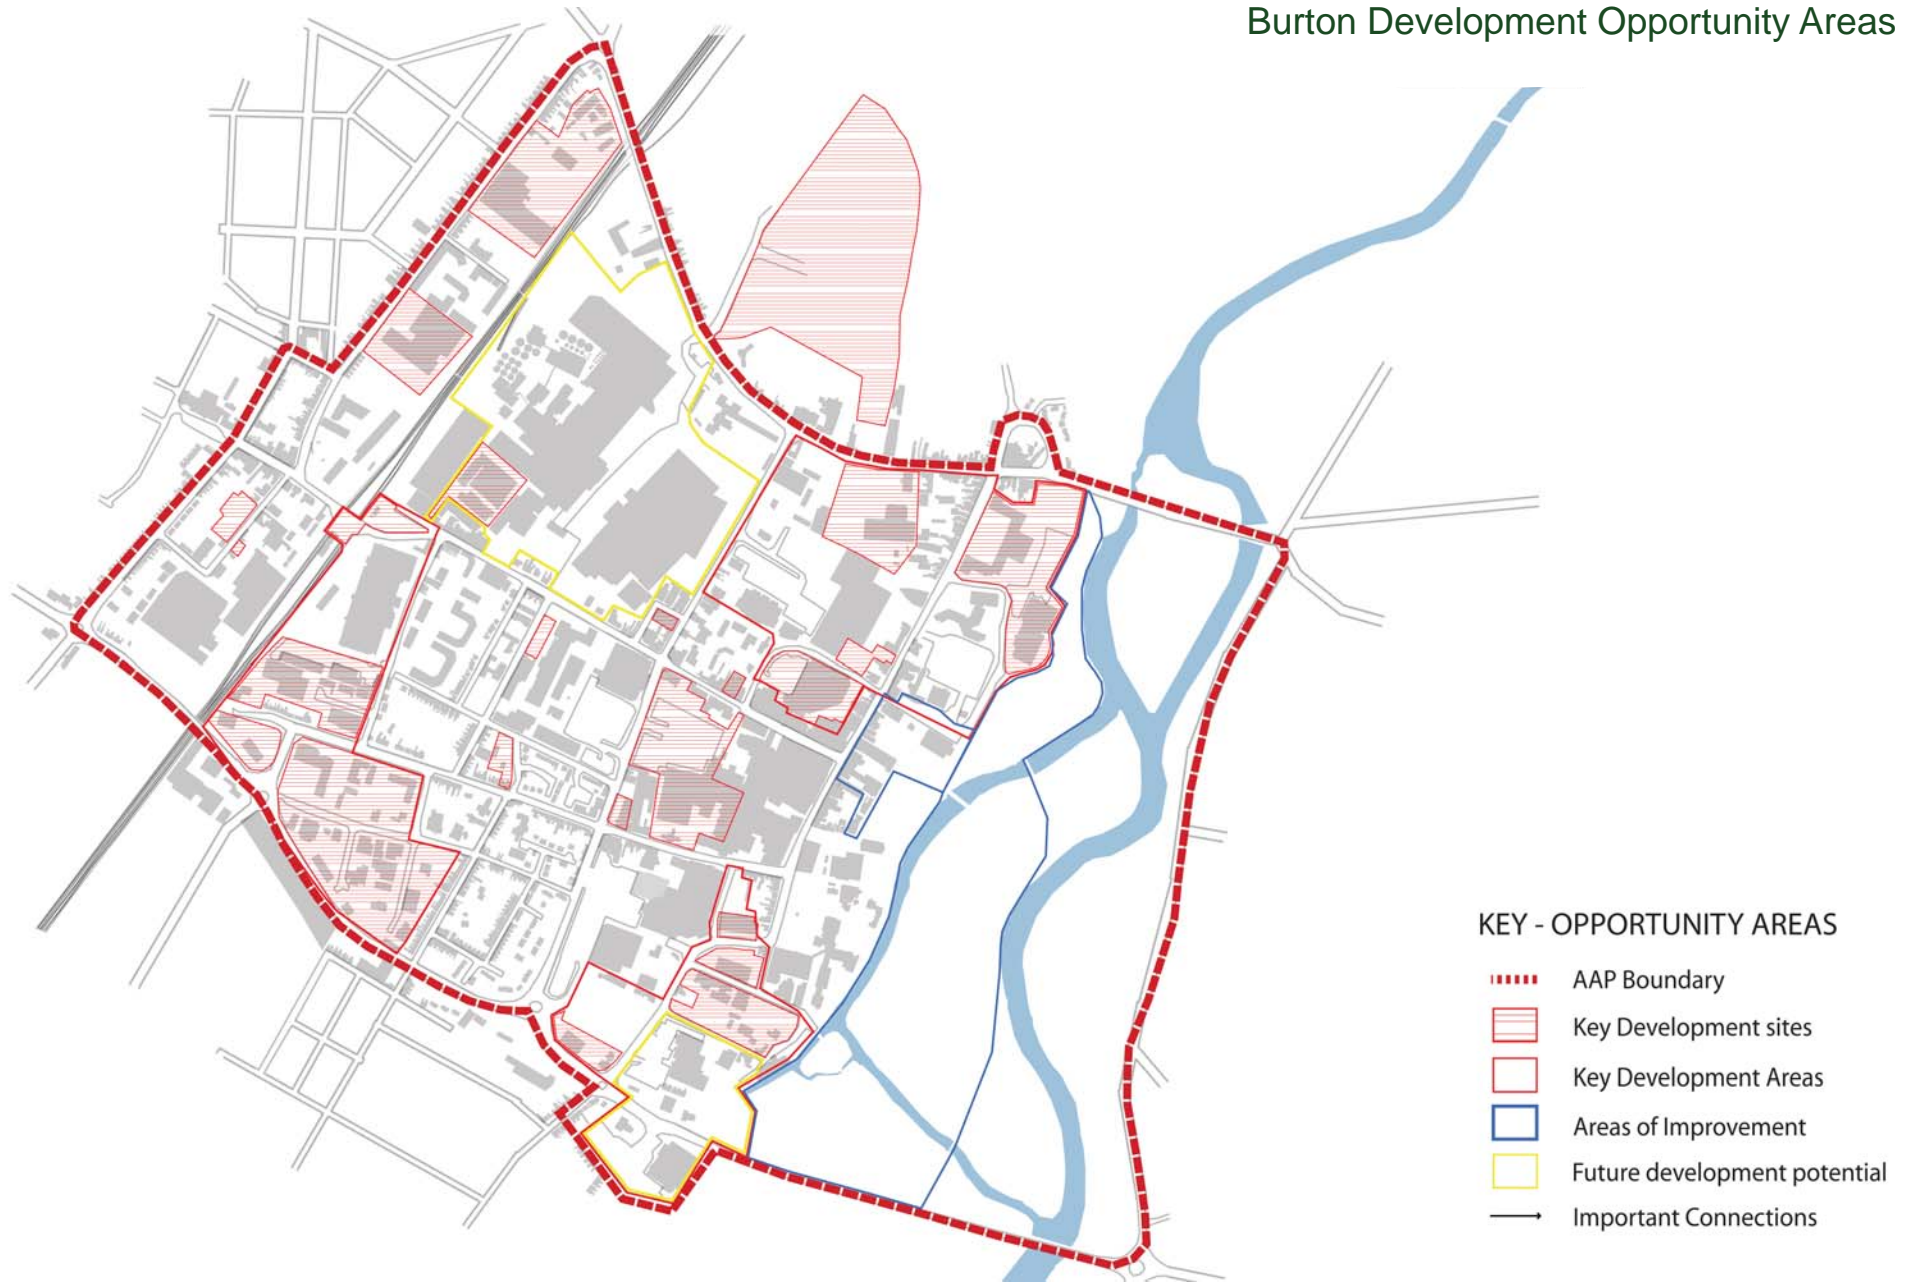 Burton Development Opportunity Areas
KEY - OPPORTUNITY AREAS
AAP Boundary
Key Development sites
Key Development Areas
Areas of Improvement
Future development potential
Important Connections